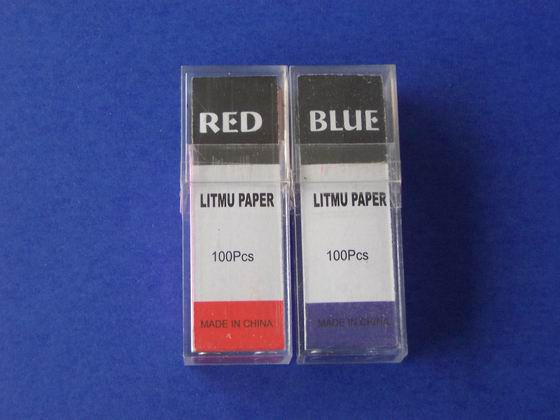 RED
LITMU PAPER
100Pcs
MADE IN CHINA
BLUE
LITMU PAPER
100Pcs
MADE IN CHINA